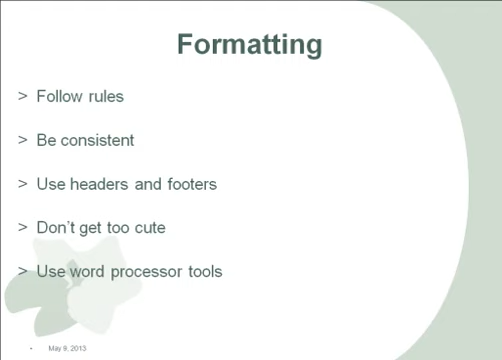 Formatting
> Follow rules
> Be consistent
> Use headers and footers
> Don't get too cute
> Use word processor tools
• May 9, 2013